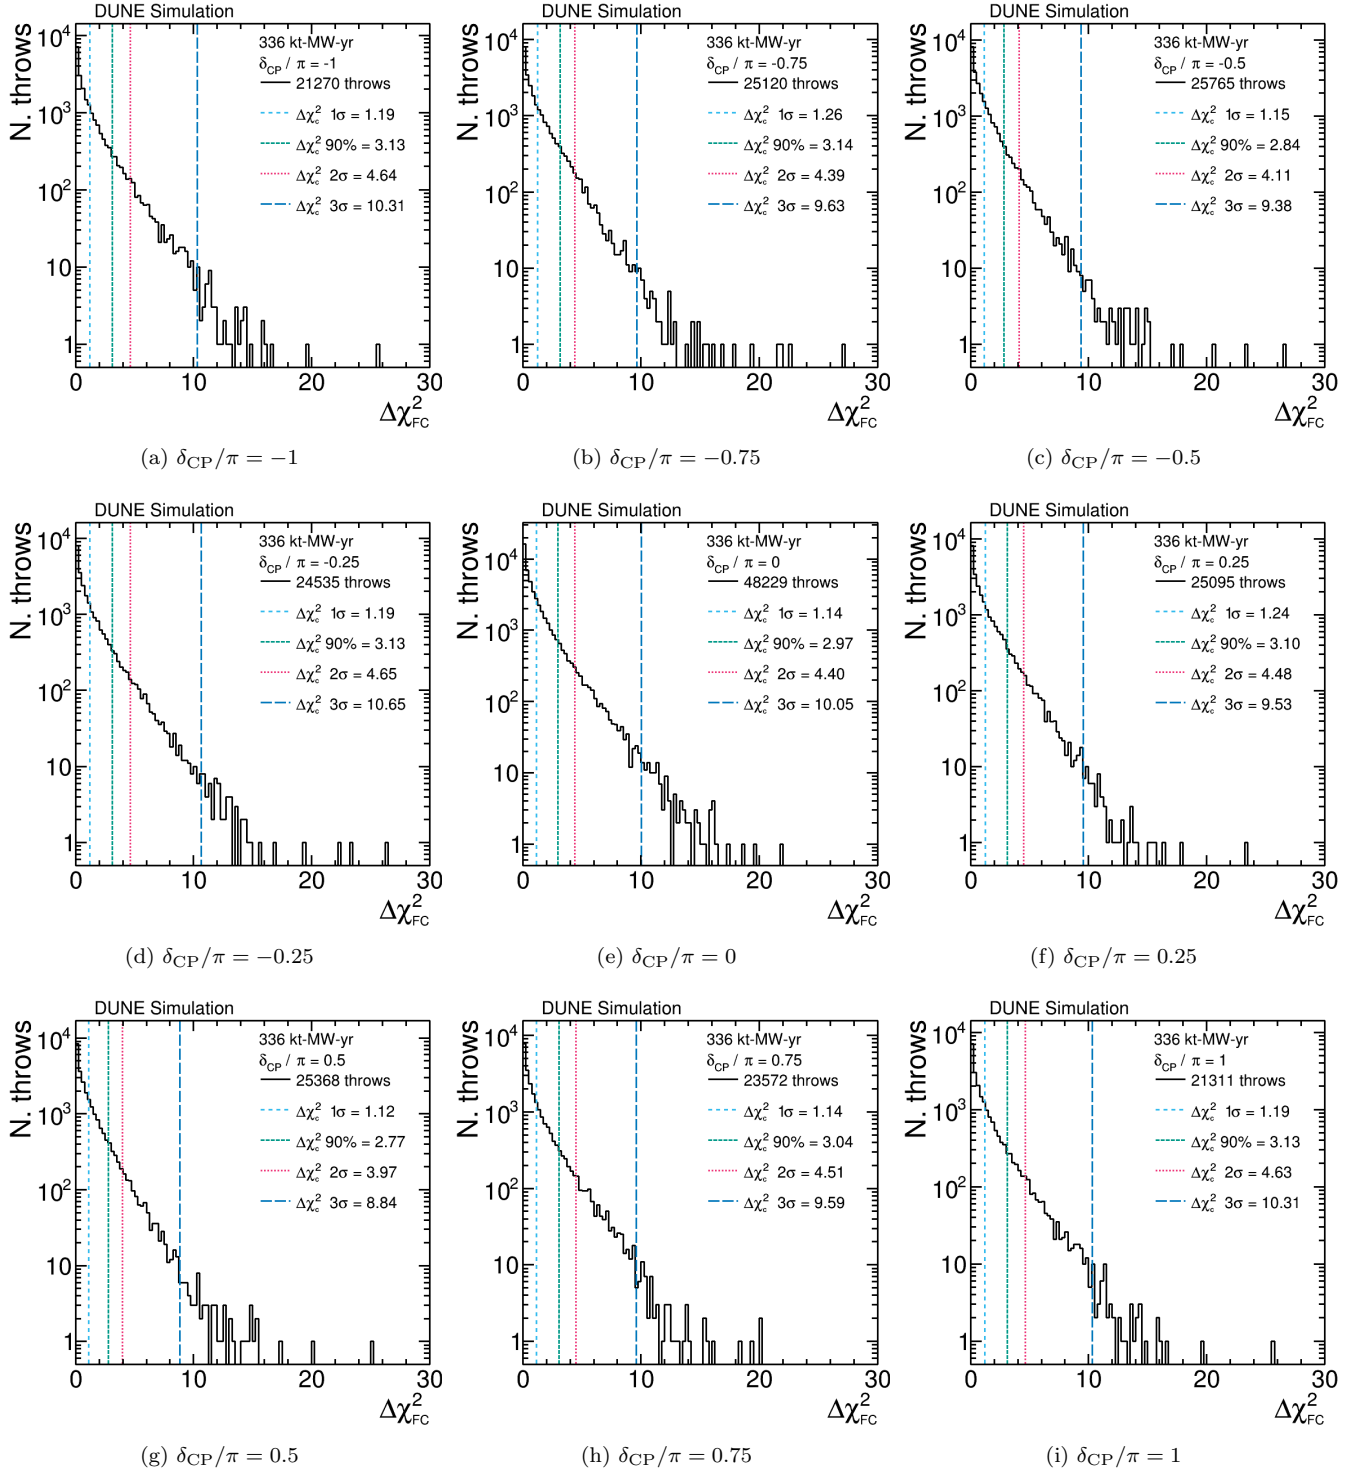 DUNE Simulation
N. throws
10⁴
10³
10²
10
1
336 kt-MW-yr
δCP / π = -1
21270 throws
Δχ²c 1σ = 1.19
Δχ²c 90% = 3.13
Δχ²c 2σ = 4.64
Δχ²c 3σ = 10.31
0 10 20 30
Δχ²FC
(a) δCP/π = −1
DUNE Simulation
N. throws
10⁴
10³
10²
10
1
336 kt-MW-yr
δCP / π = -0.75
25120 throws
Δχ²c 1σ = 1.26
Δχ²c 90% = 3.14
Δχ²c 2σ = 4.39
Δχ²c 3σ = 9.63
0 10 20 30
Δχ²FC
(b) δCP/π = −0.75
DUNE Simulation
N. throws
10⁴
10³
10²
10
1
336 kt-MW-yr
δCP / π = -0.5
25765 throws
Δχ²c 1σ = 1.15
Δχ²c 90% = 2.84
Δχ²c 2σ = 4.11
Δχ²c 3σ = 9.38
0 10 20 30
Δχ²FC
(c) δCP/π = −0.5
DUNE Simulation
N. throws
10⁴
10³
10²
10
1
336 kt-MW-yr
δCP / π = -0.25
24535 throws
Δχ²c 1σ = 1.19
Δχ²c 90% = 3.13
Δχ²c 2σ = 4.65
Δχ²c 3σ = 10.65
0 10 20 30
Δχ²FC
(d) δCP/π = −0.25
DUNE Simulation
N. throws
10⁴
10³
10²
10
1
336 kt-MW-yr
δCP / π = 0
48229 throws
Δχ²c 1σ = 1.14
Δχ²c 90% = 2.97
Δχ²c 2σ = 4.40
Δχ²c 3σ = 10.05
0 10 20 30
Δχ²FC
(e) δCP/π = 0
DUNE Simulation
N. throws
10⁴
10³
10²
10
1
336 kt-MW-yr
δCP / π = 0.25
25095 throws
Δχ²c 1σ = 1.24
Δχ²c 90% = 3.10
Δχ²c 2σ = 4.48
Δχ²c 3σ = 9.53
0 10 20 30
Δχ²FC
(f) δCP/π = 0.25
DUNE Simulation
N. throws
10⁴
10³
10²
10
1
336 kt-MW-yr
δCP / π = 0.5
25368 throws
Δχ²c 1σ = 1.12
Δχ²c 90% = 2.77
Δχ²c 2σ = 3.97
Δχ²c 3σ = 8.84
0 10 20 30
Δχ²FC
(g) δCP/π = 0.5
DUNE Simulation
N. throws
10⁴
10³
10²
10
1
336 kt-MW-yr
δCP / π = 0.75
23572 throws
Δχ²c 1σ = 1.14
Δχ²c 90% = 3.04
Δχ²c 2σ = 4.51
Δχ²c 3σ = 9.59
0 10 20 30
Δχ²FC
(h) δCP/π = 0.75
DUNE Simulation
N. throws
10⁴
10³
10²
10
1
336 kt-MW-yr
δCP / π = 1
21311 throws
Δχ²c 1σ = 1.19
Δχ²c 90% = 3.13
Δχ²c 2σ = 4.63
Δχ²c 3σ = 10.31
0 10 20 30
Δχ²FC
(i) δCP/π = 1